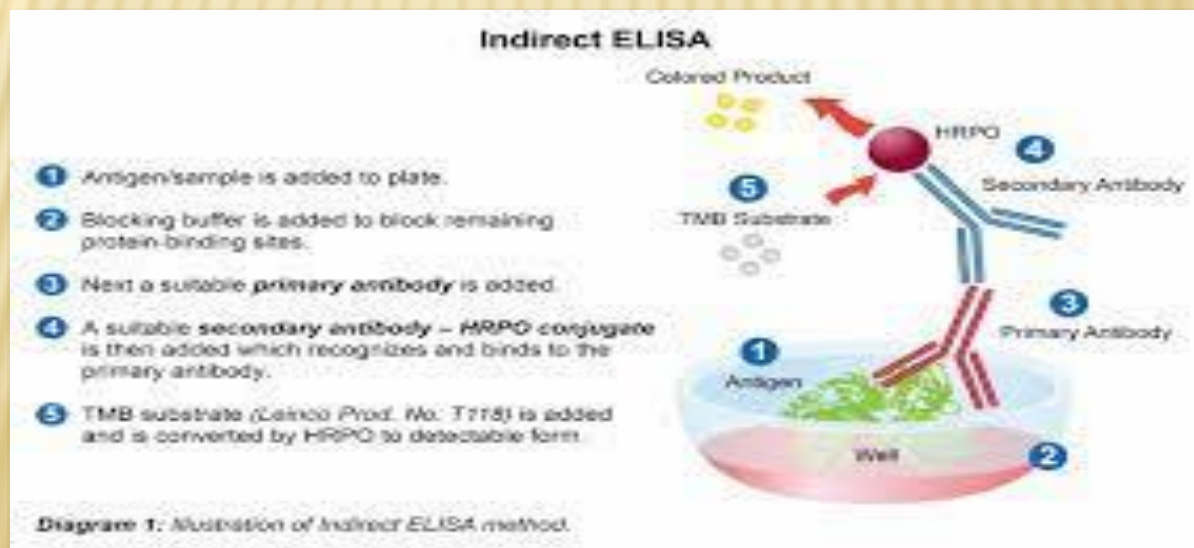 Indirect ELISA
Colored Product
HRPO
4
Secondary Antibody
5
TMB Substrate
3
Primary Antibody
1
Antigen
Well
2
1 Antigen/sample is added to plate.
2 Blocking buffer is added to block remaining
protein-binding sites.
3 Next a suitable primary antibody is added.
4 A suitable secondary antibody – HRPO conjugate
is then added which recognizes and binds to the
primary antibody.
5 TMB substrate (Leinco Prod. No. T118) is added
and is converted by HRPO to detectable form.
Diagram 1: Illustration of Indirect ELISA method.